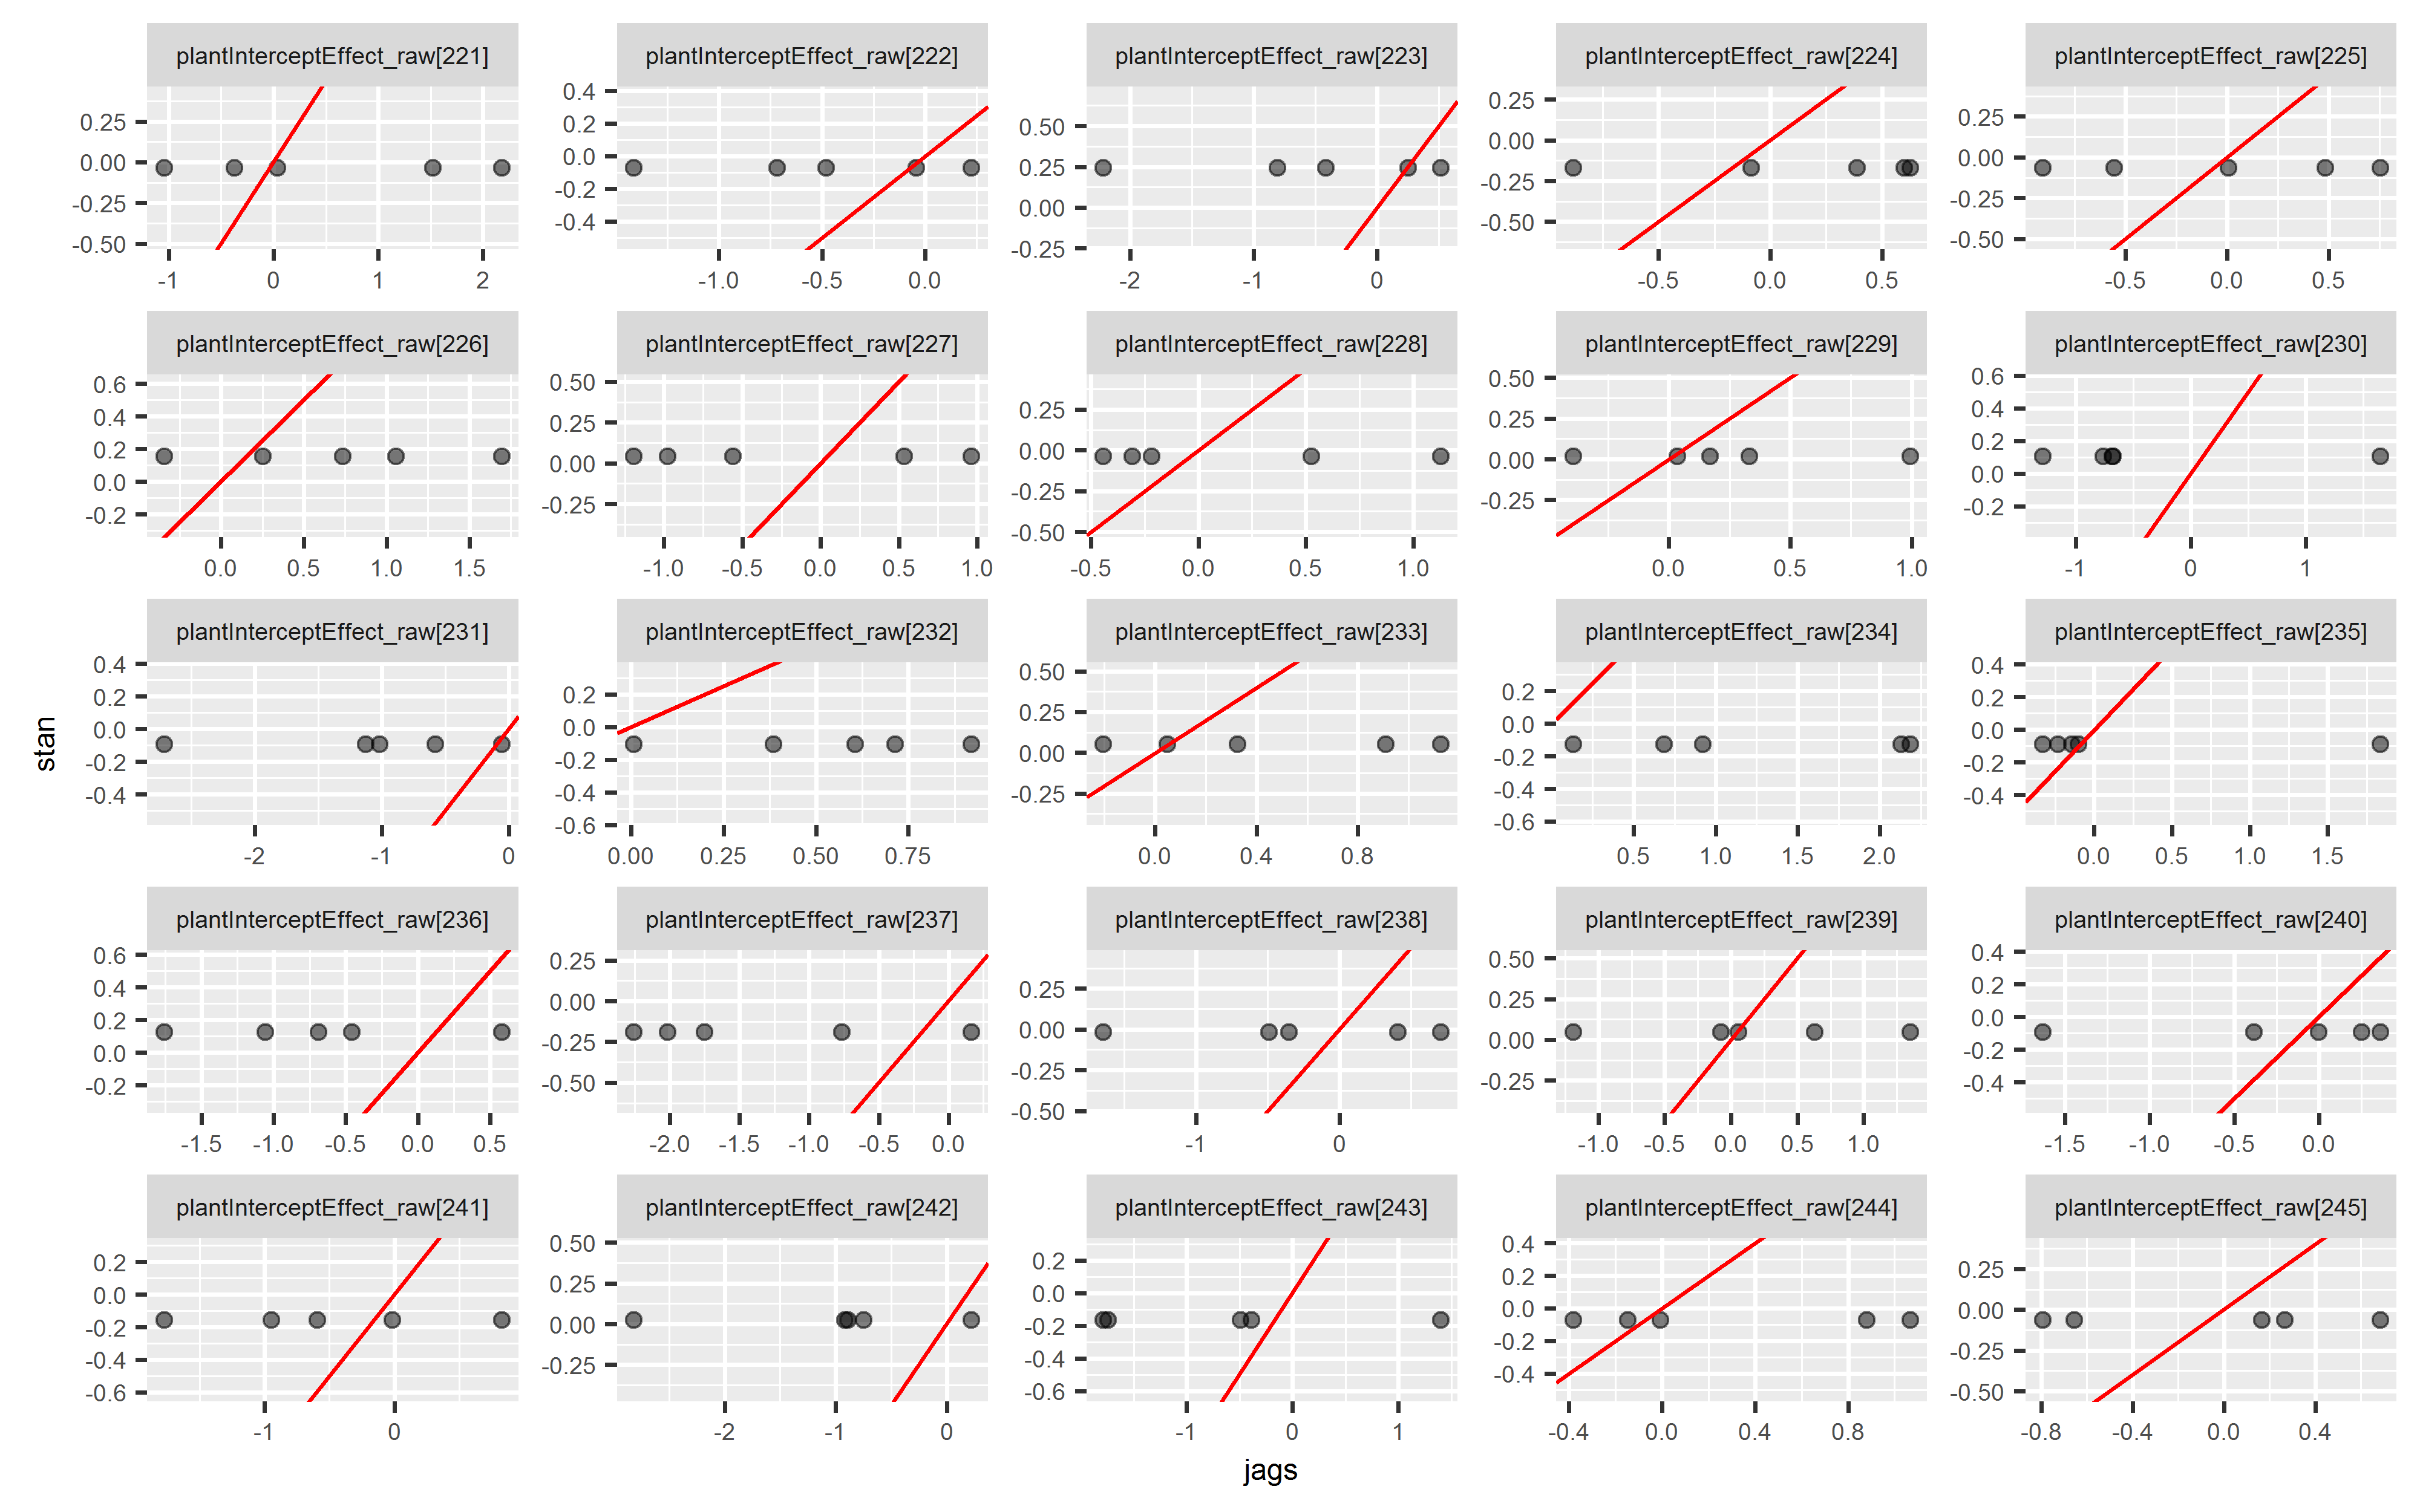 plantInterceptEffect_raw[221] plantInterceptEffect_raw[222] plantInterceptEffect_raw[223] plantInterceptEffect_raw[224] plantInterceptEffect_raw[225]
0.25 0.00 -0.25 -0.50
-1 0 1 2
0.4 0.2 0.0 -0.2 -0.4
-1.0 -0.5 0.0
0.50 0.25 0.00 -0.25
-2 -1 0
0.25 0.00 -0.25 -0.50
-0.5 0.0 0.5
0.25 0.00 -0.25 -0.50
-0.5 0.0 0.5
plantInterceptEffect_raw[226] plantInterceptEffect_raw[227] plantInterceptEffect_raw[228] plantInterceptEffect_raw[229] plantInterceptEffect_raw[230]
0.6 0.4 0.2 0.0 -0.2
0.0 0.5 1.0 1.5
0.50 0.25 0.00 -0.25
-1.0 -0.5 0.0 0.5 1.0
0.25 0.00 -0.25 -0.50
-0.5 0.0 0.5 1.0
0.50 0.25 0.00 -0.25
0.0 0.5 1.0
0.6 0.4 0.2 0.0 -0.2
-1 0 1
plantInterceptEffect_raw[231] plantInterceptEffect_raw[232] plantInterceptEffect_raw[233] plantInterceptEffect_raw[234] plantInterceptEffect_raw[235]
0.4 0.2 0.0 -0.2 -0.4
-2 -1 0
0.2 0.0 -0.2 -0.4 -0.6
0.00 0.25 0.50 0.75
0.50 0.25 0.00 -0.25
0.0 0.4 0.8
0.2 0.0 -0.2 -0.4 -0.6
0.5 1.0 1.5 2.0
0.4 0.2 0.0 -0.2 -0.4
0.0 0.5 1.0 1.5
plantInterceptEffect_raw[236] plantInterceptEffect_raw[237] plantInterceptEffect_raw[238] plantInterceptEffect_raw[239] plantInterceptEffect_raw[240]
0.6 0.4 0.2 0.0 -0.2
-1.5 -1.0 -0.5 0.0 0.5
0.25 0.00 -0.25 -0.50
-2.0 -1.5 -1.0 -0.5 0.0
0.25 0.00 -0.25 -0.50
-1 0
0.50 0.25 0.00 -0.25
-1.0 -0.5 0.0 0.5 1.0
0.4 0.2 0.0 -0.2 -0.4
-1.5 -1.0 -0.5 0.0
plantInterceptEffect_raw[241] plantInterceptEffect_raw[242] plantInterceptEffect_raw[243] plantInterceptEffect_raw[244] plantInterceptEffect_raw[245]
0.2 0.0 -0.2 -0.4 -0.6
-1 0
0.50 0.25 0.00 -0.25
-2 -1 0
0.2 0.0 -0.2 -0.4 -0.6
-1 0 1
0.4 0.2 0.0 -0.2 -0.4
-0.4 0.0 0.4 0.8
0.25 0.00 -0.25 -0.50
-0.8 -0.4 0.0 0.4
stan
jags